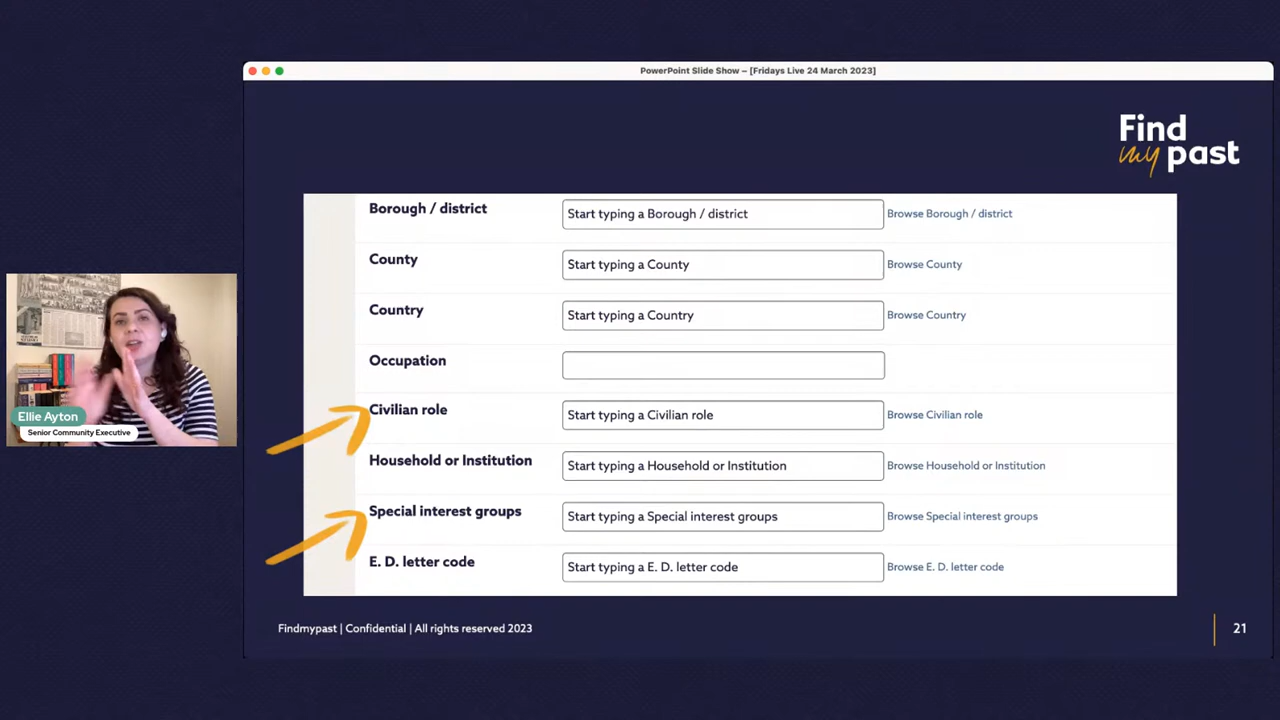 PowerPoint Slide Show – [Fridays Live 24 March 2023]
Find
my past
Borough / district Start typing a Borough / district Browse Borough / district
County Start typing a County Browse County
Country Start typing a Country Browse Country
Occupation
Civilian role Start typing a Civilian role Browse Civilian role
Household or Institution Start typing a Household or Institution Browse Household or Institution
Special interest groups Start typing a Special interest groups Browse Special interest groups
E. D. letter code Start typing a E. D. letter code Browse E. D. letter code
Ellie Ayton
Senior Community Executive
Findmypast | Confidential | All rights reserved 2023
21